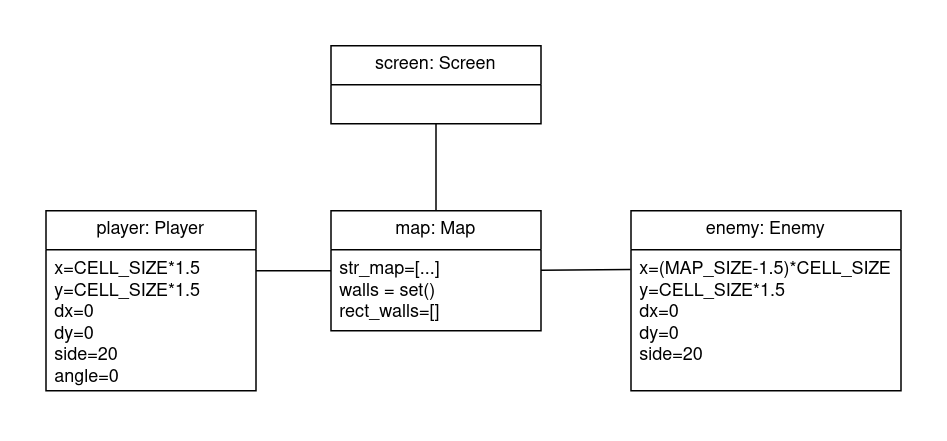 screen: Screen
player: Player
x=CELL_SIZE*1.5
y=CELL_SIZE*1.5
dx=0
dy=0
side=20
angle=0
map: Map
str_map=[...]
walls = set()
rect_walls=[]
enemy: Enemy
x=(MAP_SIZE-1.5)*CELL_SIZE
y=CELL_SIZE*1.5
dx=0
dy=0
side=20